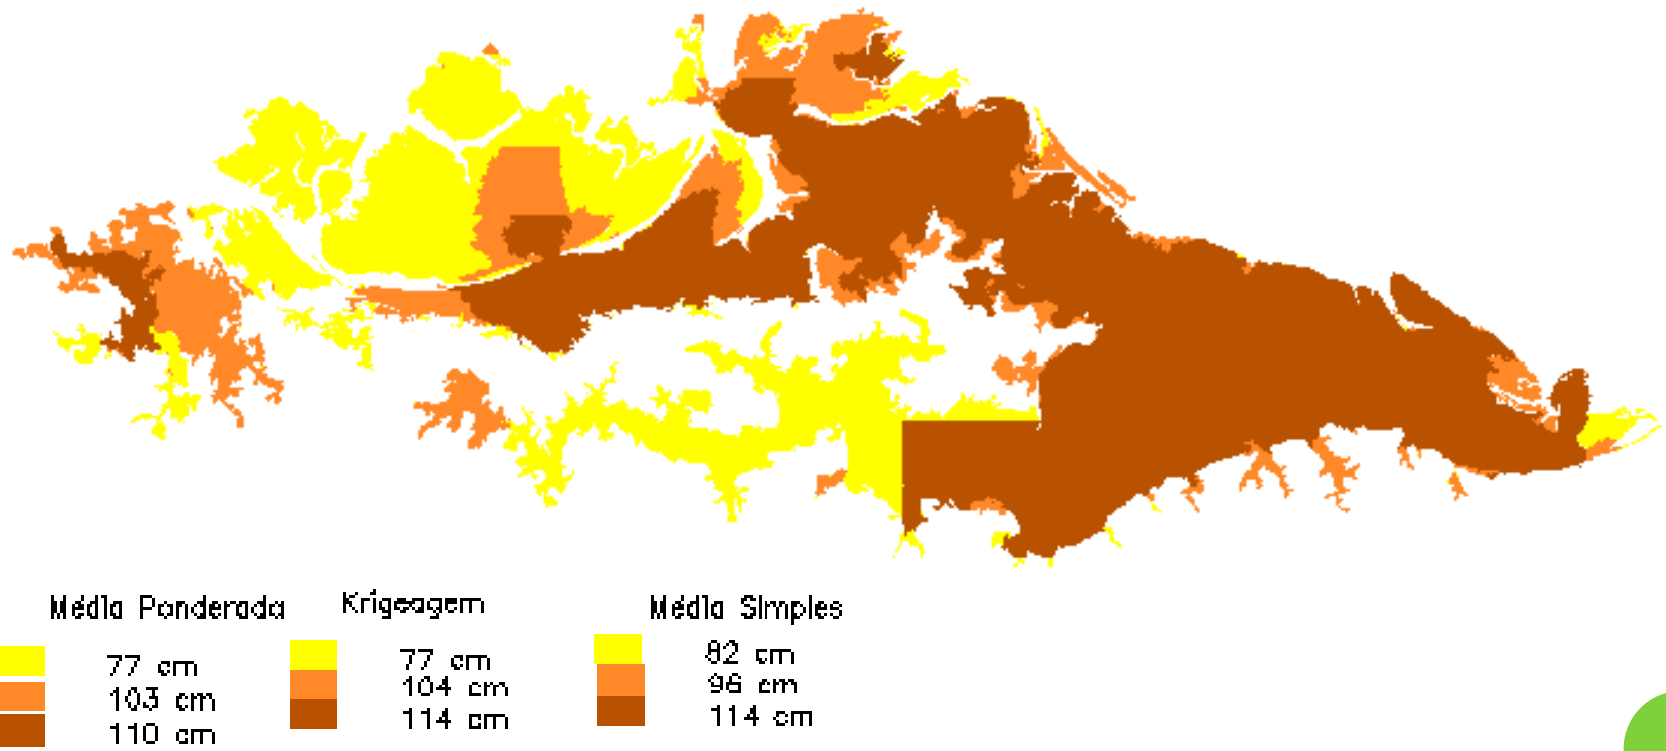 Média Ponderada
77 cm
103 cm
110 cm
Krigeagem
77 cm
104 cm
114 cm
Média Simples
82 cm
96 cm
114 cm